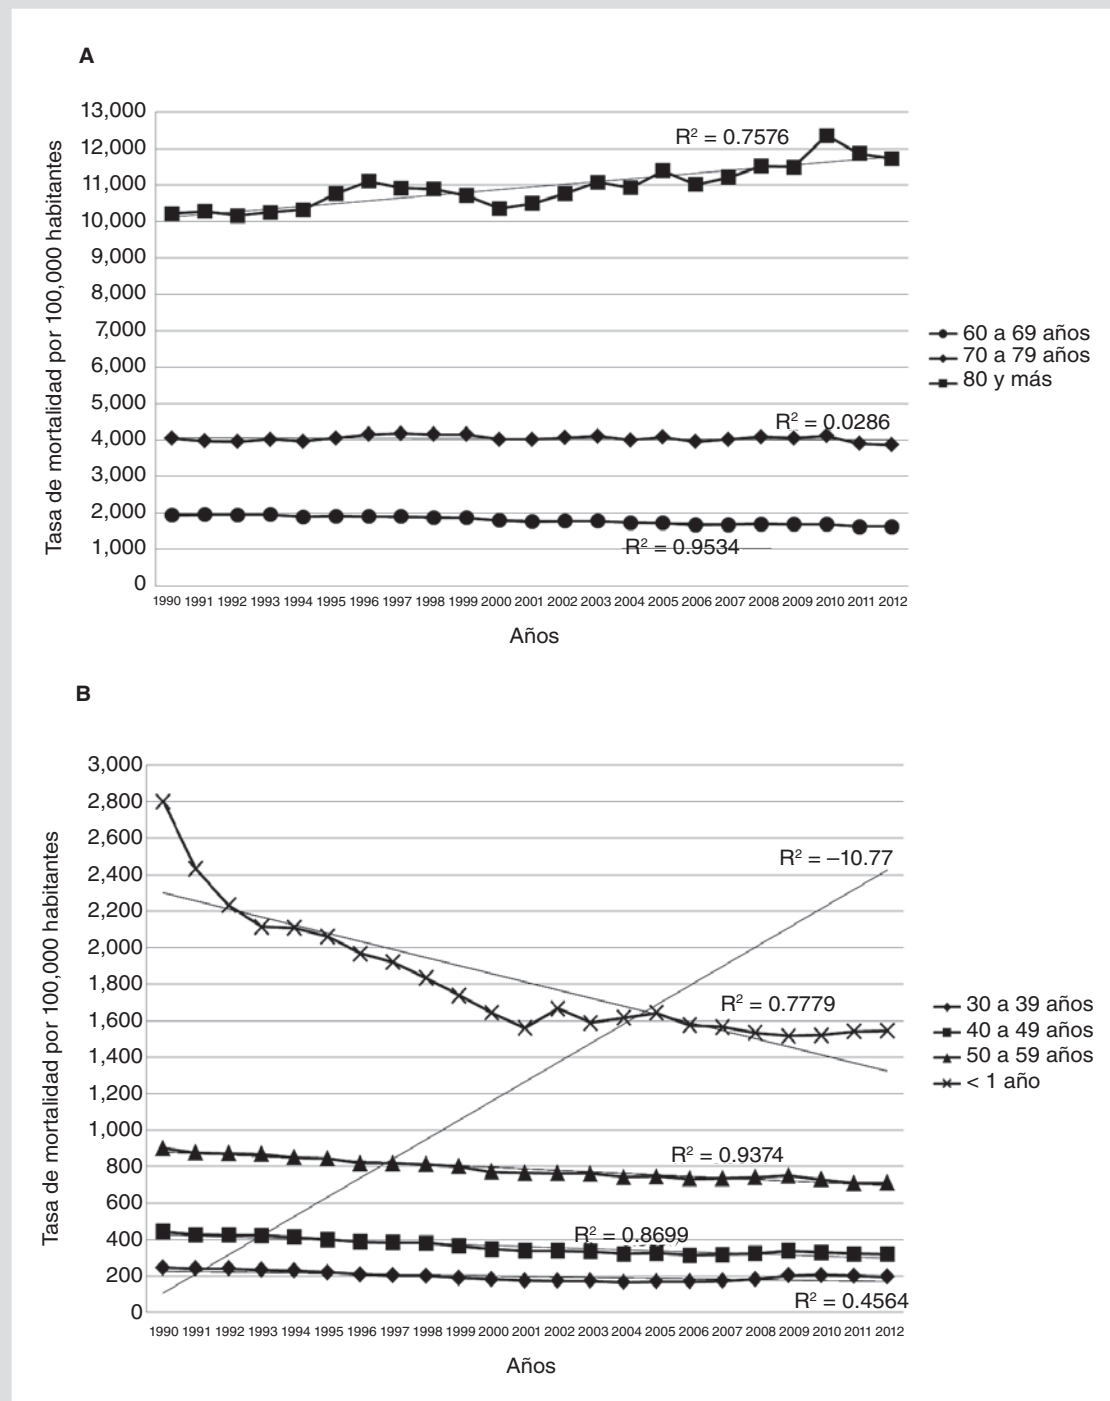 A
Tasa de mortalidad por 100,000 habitantes
13,000
12,000
11,000
10,000
9,000
8,000
7,000
6,000
5,000
4,000
3,000
2,000
1,000
0
R² = 0.7576
R² = 0.0286
R² = 0.9534
60 a 69 años
70 a 79 años
80 y más
1990 1991 1992 1993 1994 1995 1996 1997 1998 1999 2000 2001 2002 2003 2004 2005 2006 2007 2008 2009 2010 2011 2012
Años
B
Tasa de mortalidad por 100,000 habitantes
3,000
2,800
2,600
2,400
2,200
2,000
1,800
1,600
1,400
1,200
1,000
800
600
400
200
0
R² = –10.77
R² = 0.7779
R² = 0.9374
R² = 0.8699
R² = 0.4564
30 a 39 años
40 a 49 años
50 a 59 años
< 1 año
1990 1991 1992 1993 1994 1995 1996 1997 1998 1999 2000 2001 2002 2003 2004 2005 2006 2007 2008 2009 2010 2011 2012
Años